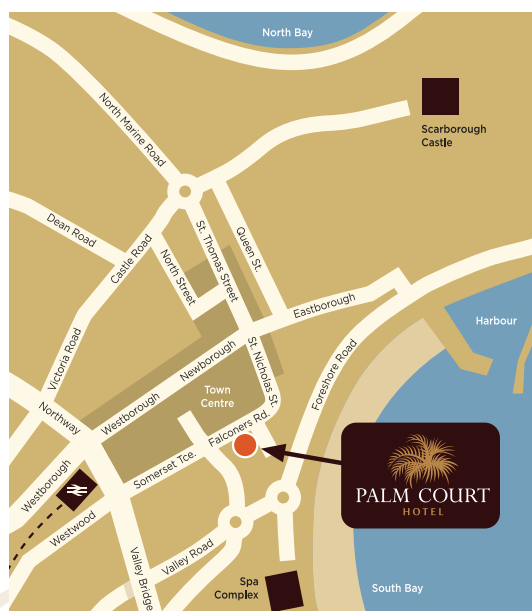 North Bay
Scarborough
Castle
North Marine Road
Dean Road
Castle Road
St. Thomas Street
Queen St.
North Street
Victoria Road
Eastborough
Harbour
Newborough
St. Nicholas St.
Foreshore Road
Town
Centre
Northway
Westborough
Falconers Rd.
Somerset Tce.
Westborough
Westwood
PALM COURT
HOTEL
Valley Road
Valley Bridge
Spa
Complex
South Bay